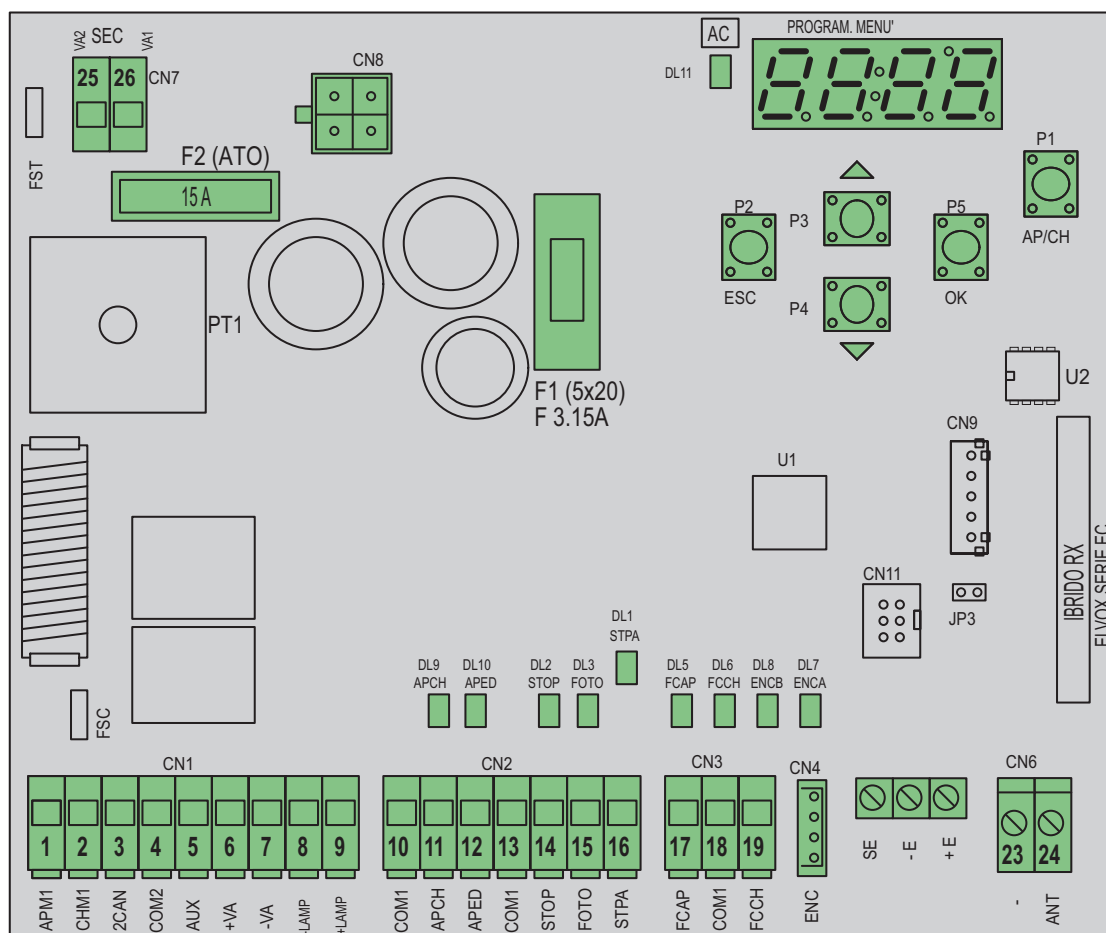 VA2 SEC VA1
25 26 CN7
FST
CN8
AC
PROGRAM. MENU'
DL11
F2 (ATO)
15 A
PT1
F1 (5x20)
F 3.15A
P1
AP/CH
P2
ESC
P3
P4
P5
OK
U2
CN9
U1
CN11
JP3
IBRIDO RX
ELVOX SERIE EC
FSC
DL1
STPA
DL9 DL10 DL2 DL3 DL5 DL6 DL8 DL7
APCH APED STOP FOTO FCAP FCCH ENCB ENCA
CN1
1 2 3 4 5 6 7 8 9
APM1 CHM1 2CAN COM2 AUX +VA -VA -LAMP +LAMP
CN2
10 11 12 13 14 15 16
COM1 APCH APED COM1 STOP FOTO STPA
CN3
17 18 19
FCAP COM1 FCCH
CN4
ENC
SE - E + E
CN6
23 24
- ANT